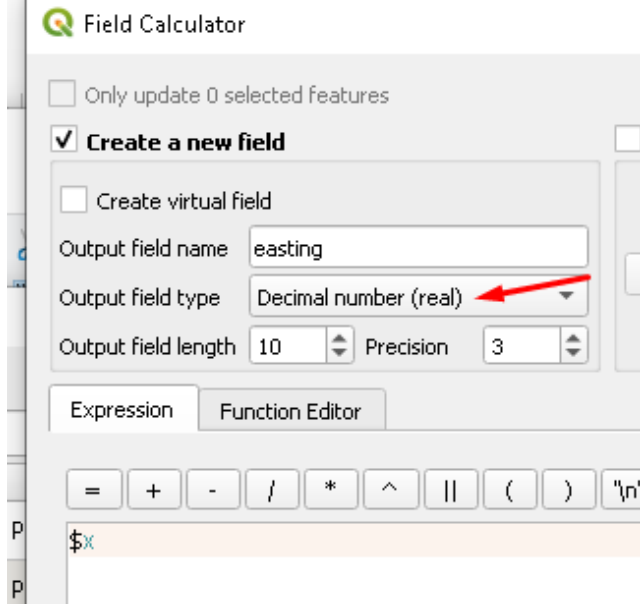 Field Calculator
Only update 0 selected features
Create a new field
Create virtual field
Output field name easting
Output field type Decimal number (real)
Output field length 10 Precision 3
Expression Function Editor
= + - / * ^ || ( ) '\n'
P $x
P